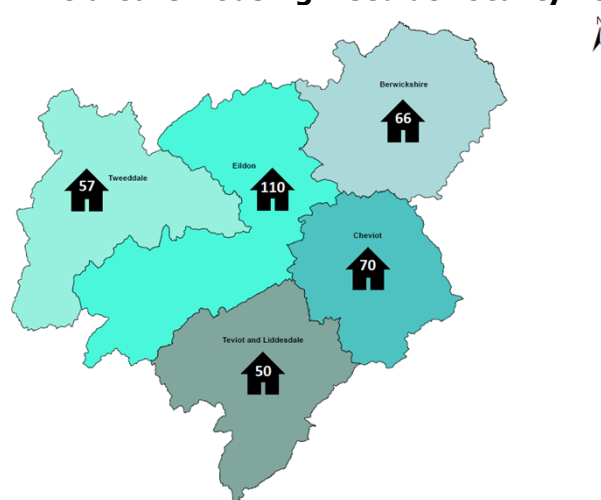 Berwickshire
66
Tweeddale
57
Eildon
110
Cheviot
70
Teviot and Liddesdale
50
N